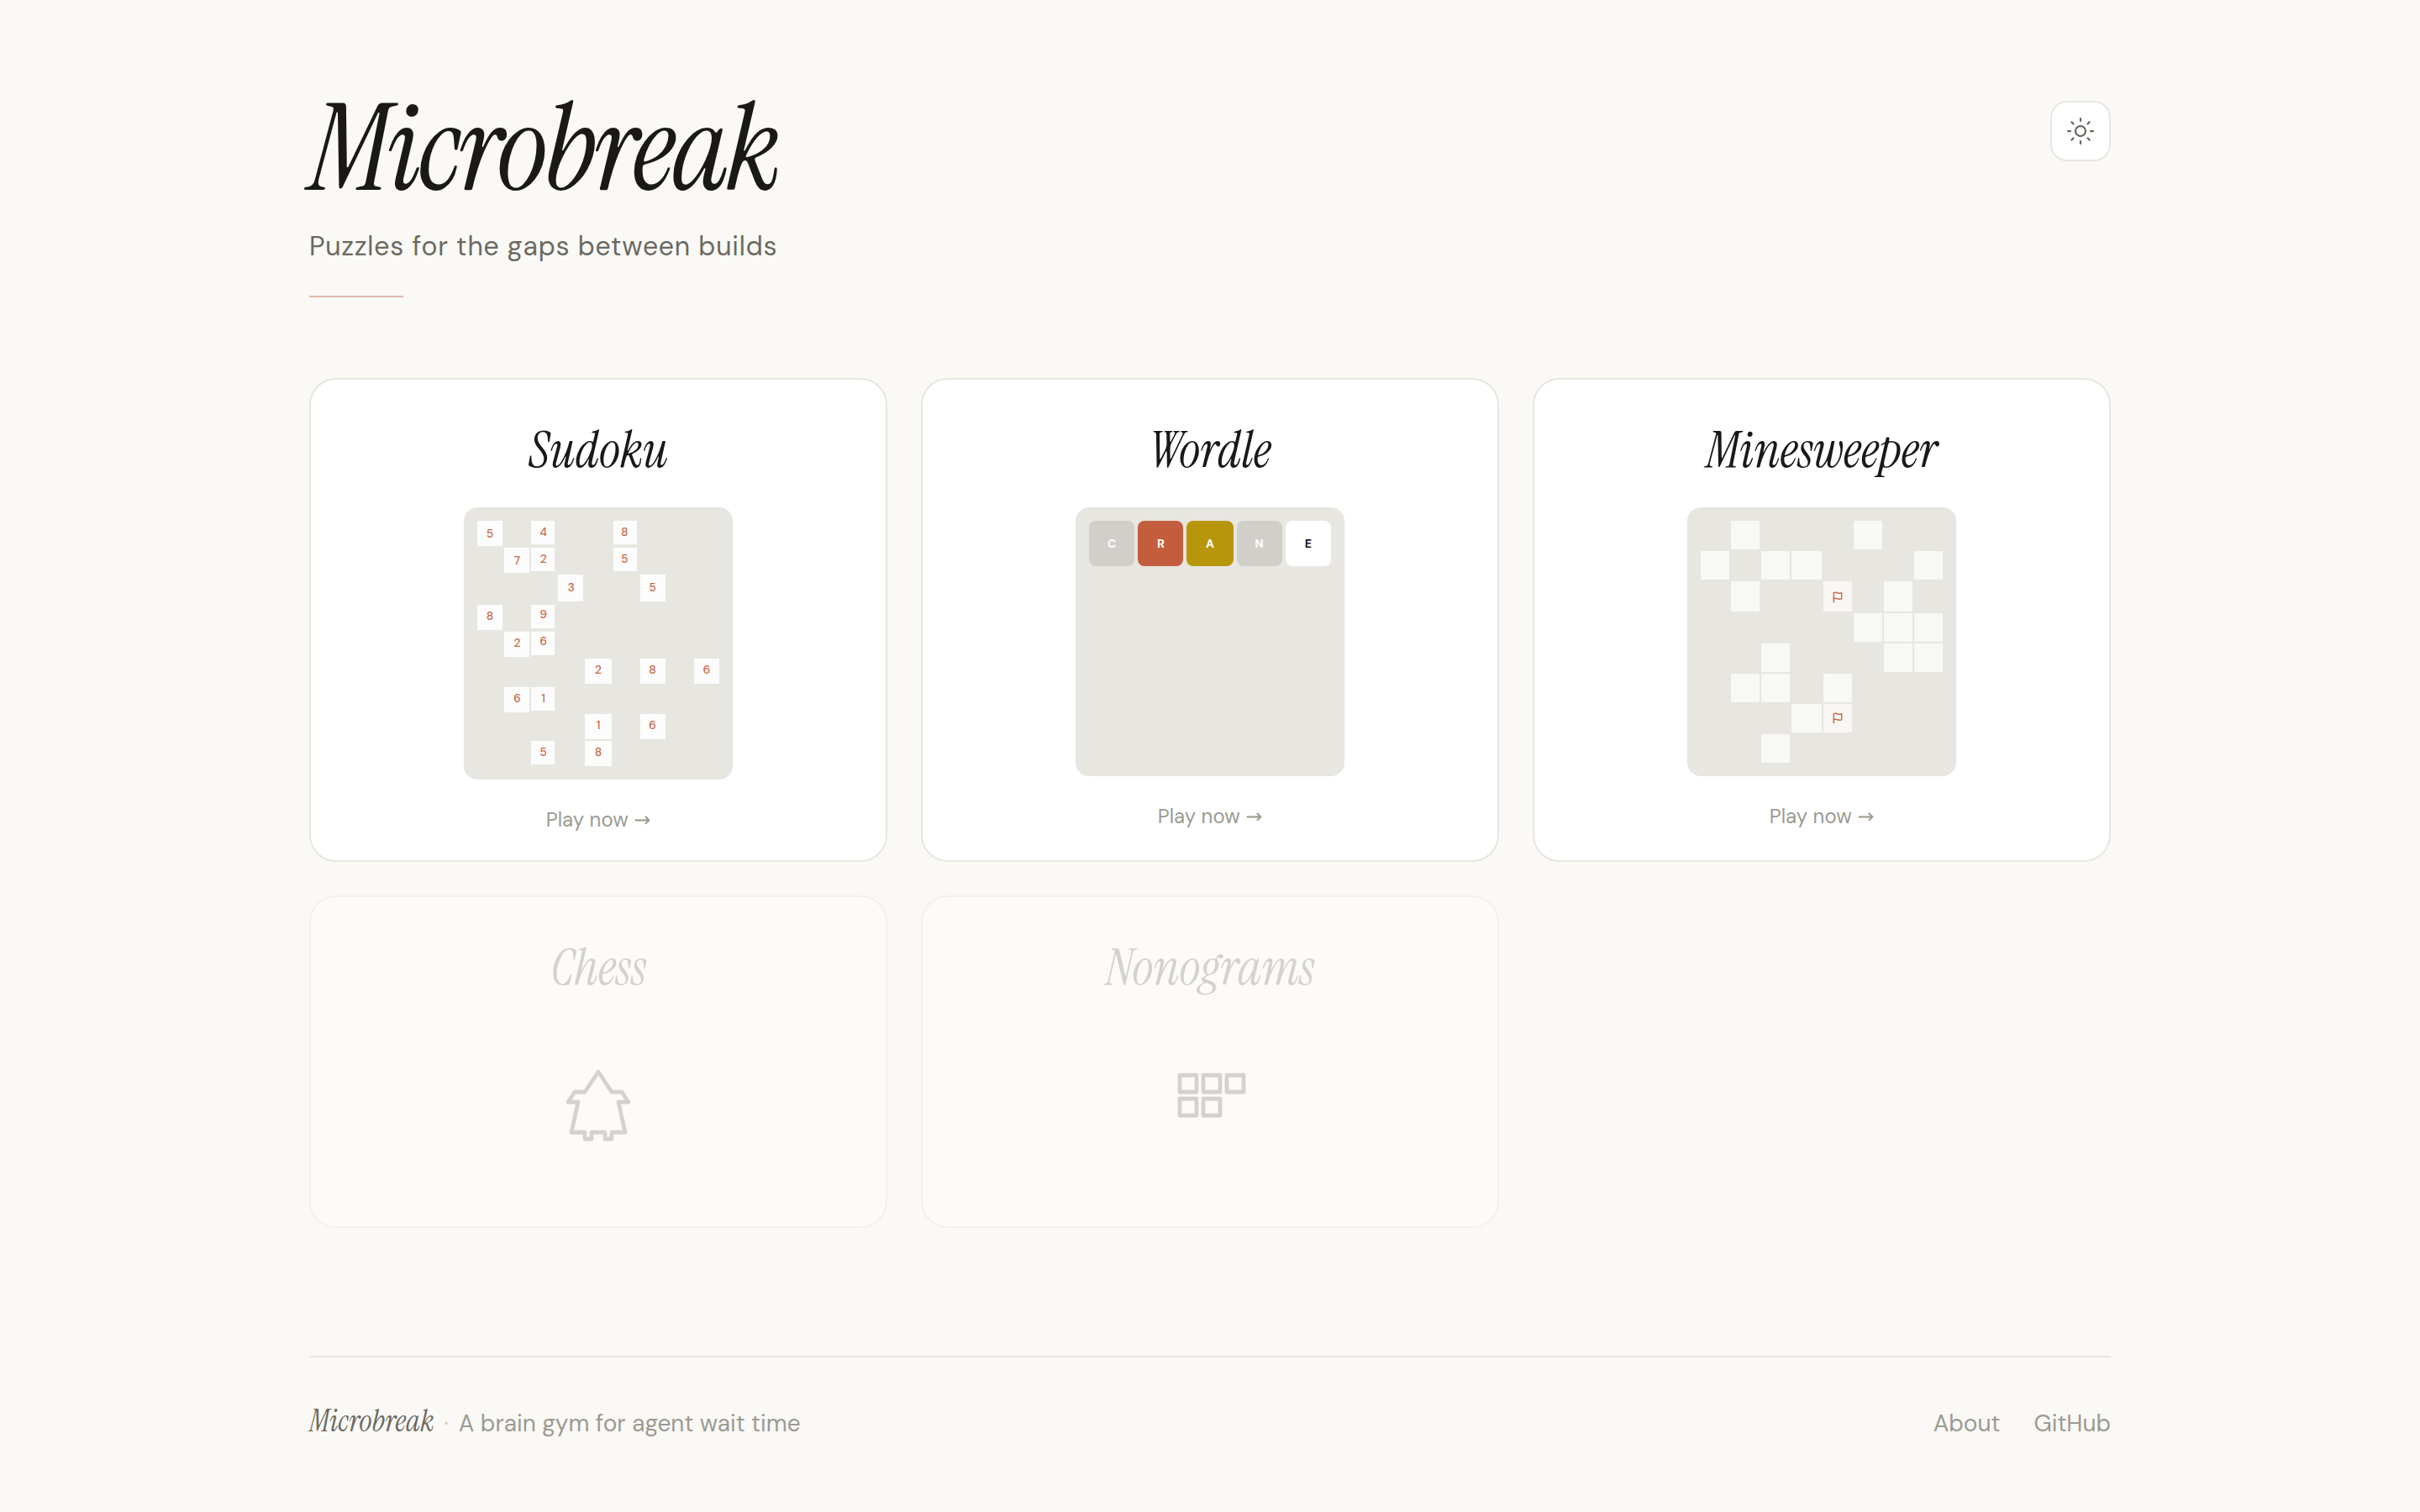 Microbreak
Puzzles for the gaps between builds
Sudoku
5 4 8
7 2 5
3 5
8 9
2 6
2 8 6
6 1
1 6
5 8
Play now →
Wordle
C R A N E
Play now →
Minesweeper
Play now →
Chess
Nonograms
Microbreak · A brain gym for agent wait time
About GitHub